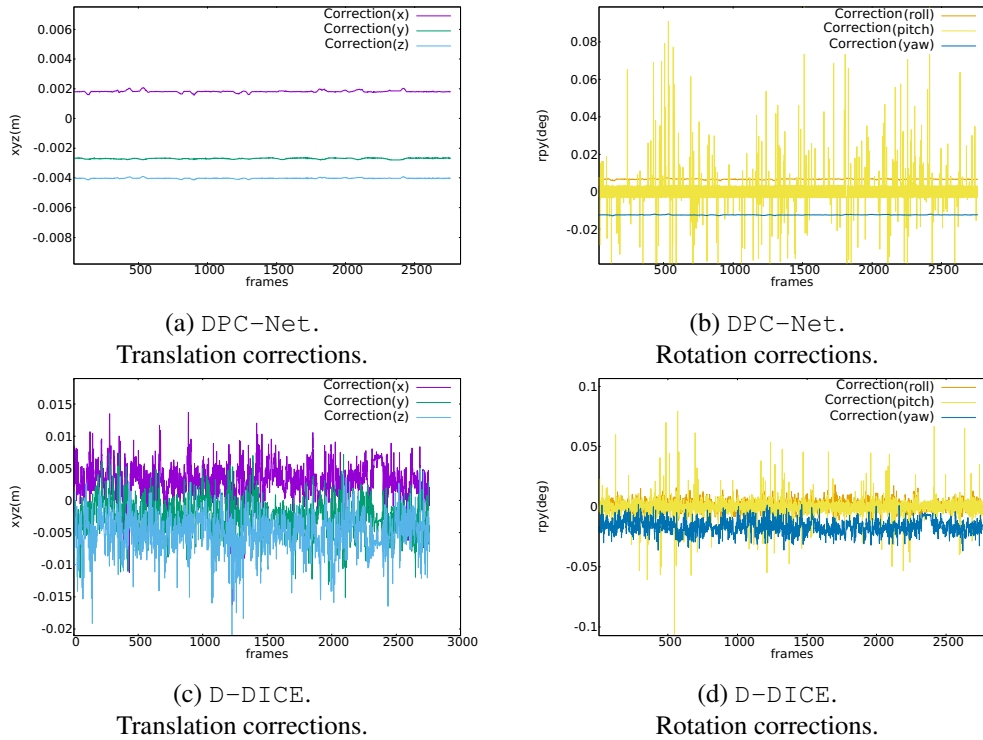 Correction(x)
Correction(y)
Correction(z)
0.006
0.004
0.002
0
-0.002
-0.004
-0.006
-0.008
xyz(m)
500 1000 1500 2000 2500
frames
(a) DPC-Net.
Translation corrections.
Correction(roll)
Correction(pitch)
Correction(yaw)
0.08
0.06
0.04
0.02
0
-0.02
rpy(deg)
500 1000 1500 2000 2500
frames
(b) DPC-Net.
Rotation corrections.
Correction(x)
Correction(y)
Correction(z)
0.015
0.01
0.005
0
-0.005
-0.01
-0.015
-0.02
xyz(m)
0 500 1000 1500 2000 2500 3000
frames
(c) D-DICE.
Translation corrections.
Correction(roll)
Correction(pitch)
Correction(yaw)
0.1
0.05
0
-0.05
-0.1
rpy(deg)
500 1000 1500 2000 2500
frames
(d) D-DICE.
Rotation corrections.